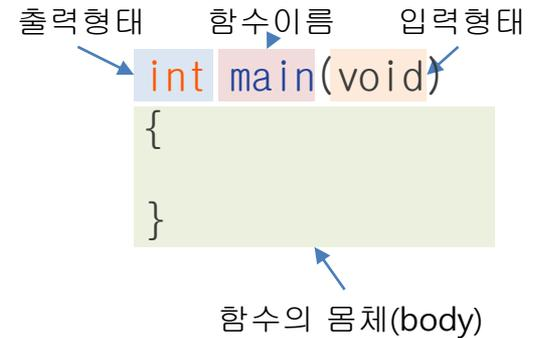 출력형태 함수이름 입력형태
int main(void)
{
}
함수의 몸체(body)